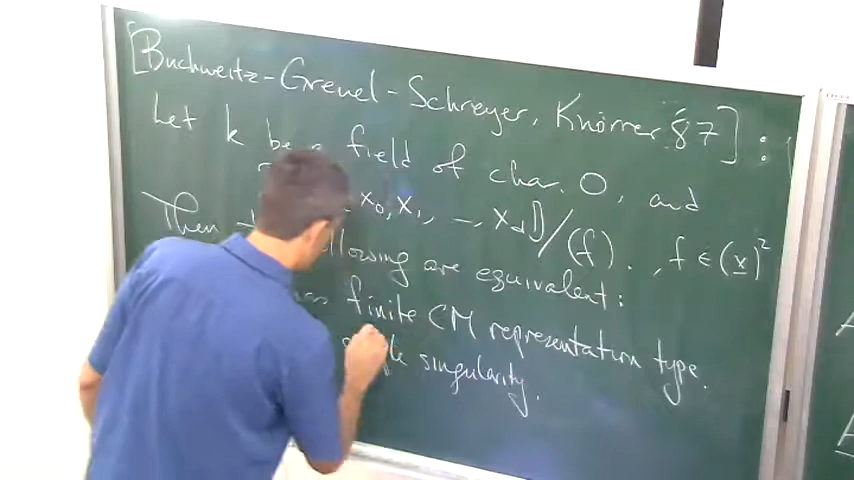 [Buchweitz-Greuel-Schreyer, Knörrer §7]:
Let k be a field of char. 0, and
x₀, x₁, –, x_d]]/(f)., f ∈ (x)²
Then following are equivalent:
finite CM representation type.
singularity.